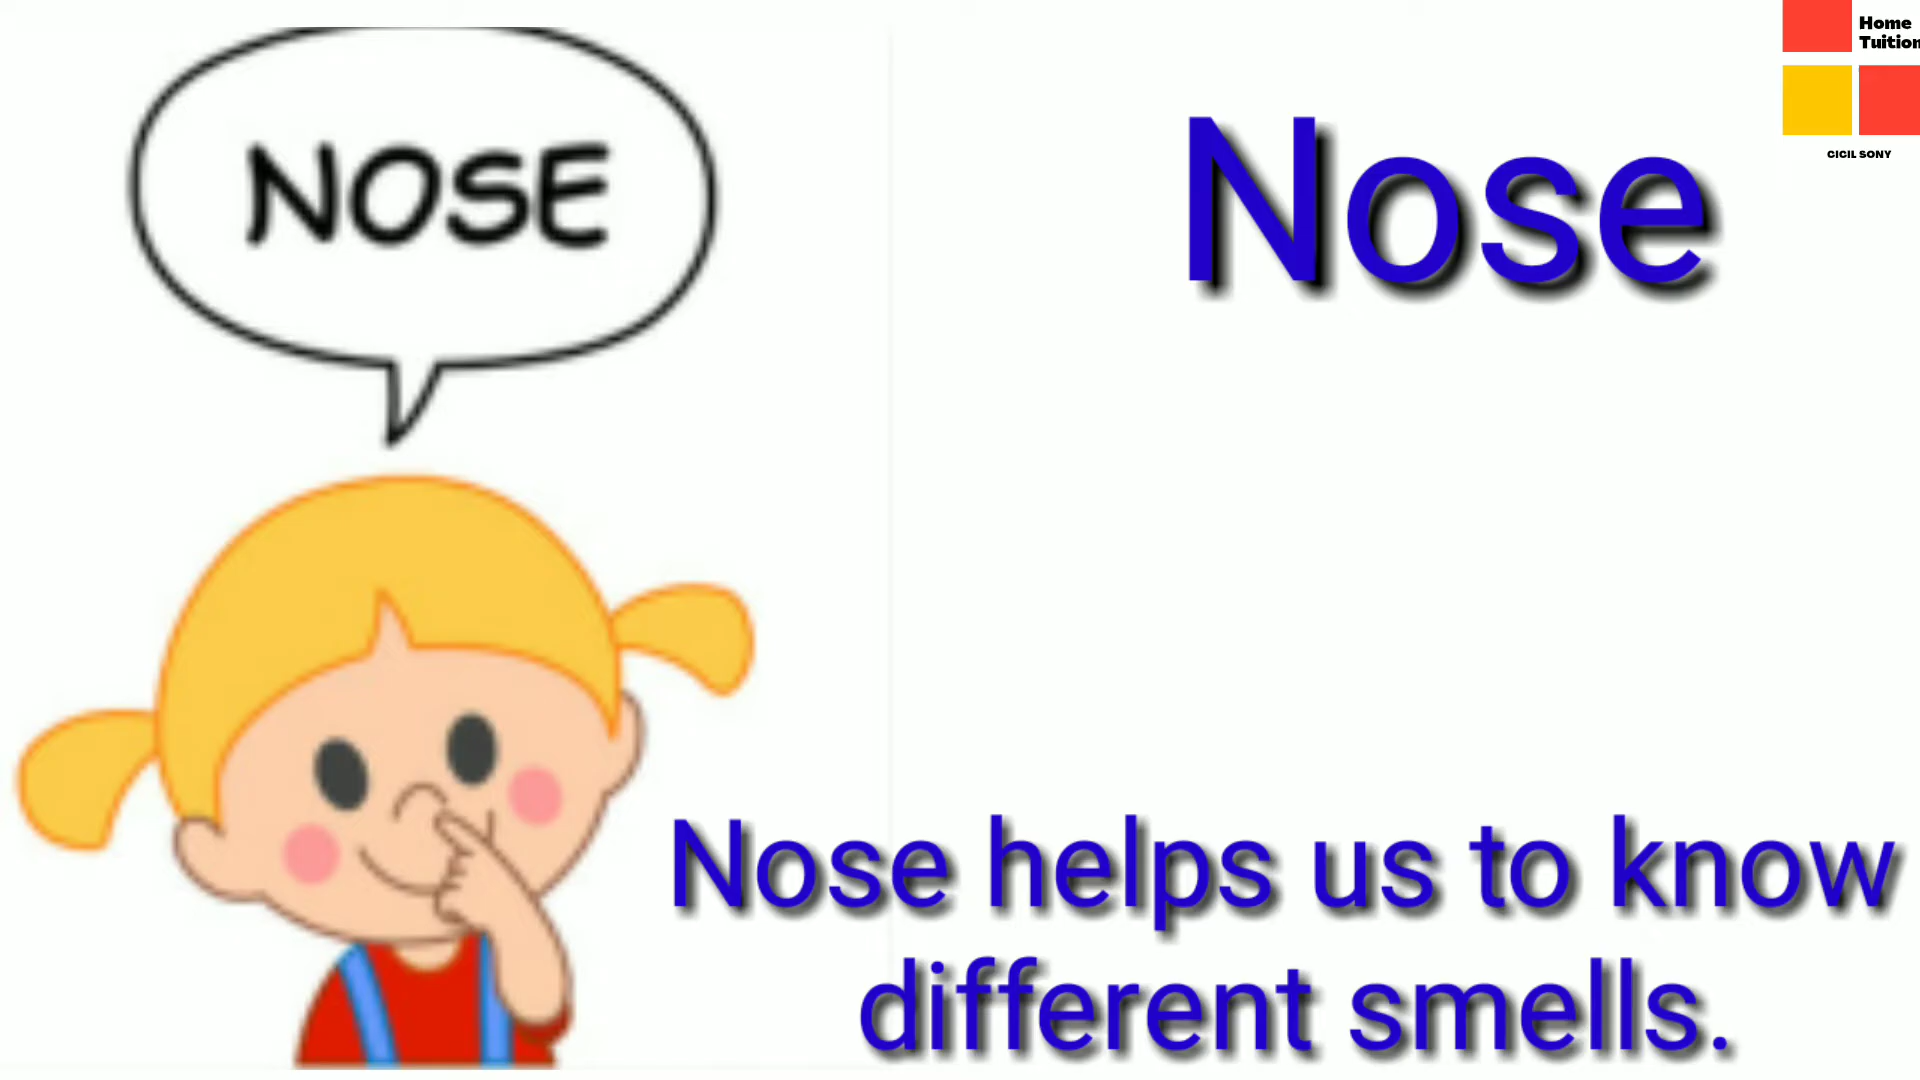 NOSE
Nose
Home
Tuition
CICIL SONY
Nose helps us to know
different smells.